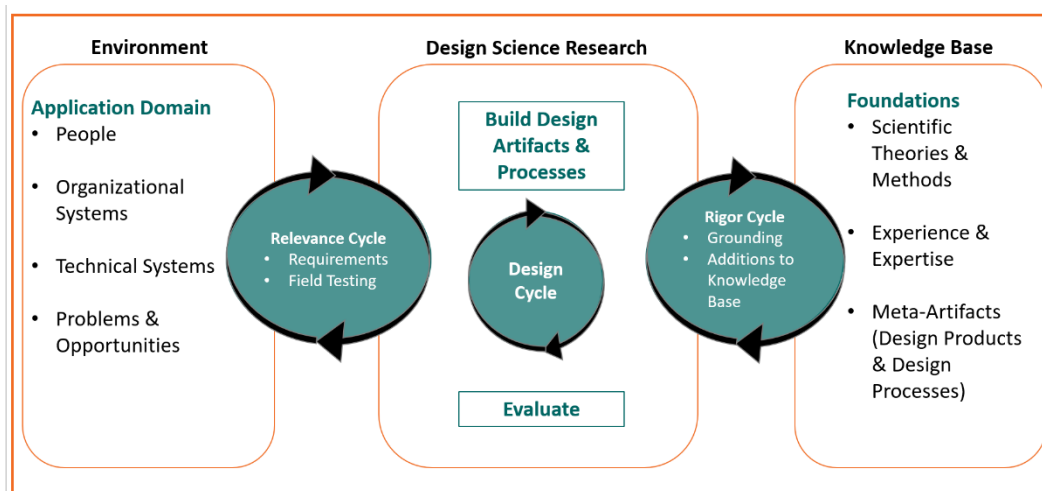 Environment
Design Science Research
Knowledge Base
Application Domain
• People
• Organizational
Systems
• Technical Systems
• Problems &
Opportunities
Relevance Cycle
• Requirements
• Field Testing
Build Design
Artifacts &
Processes
Design
Cycle
Evaluate
Rigor Cycle
• Grounding
• Additions to
Knowledge
Base
Foundations
• Scientific
Theories &
Methods
• Experience &
Expertise
• Meta-Artifacts
(Design Products
& Design
Processes)